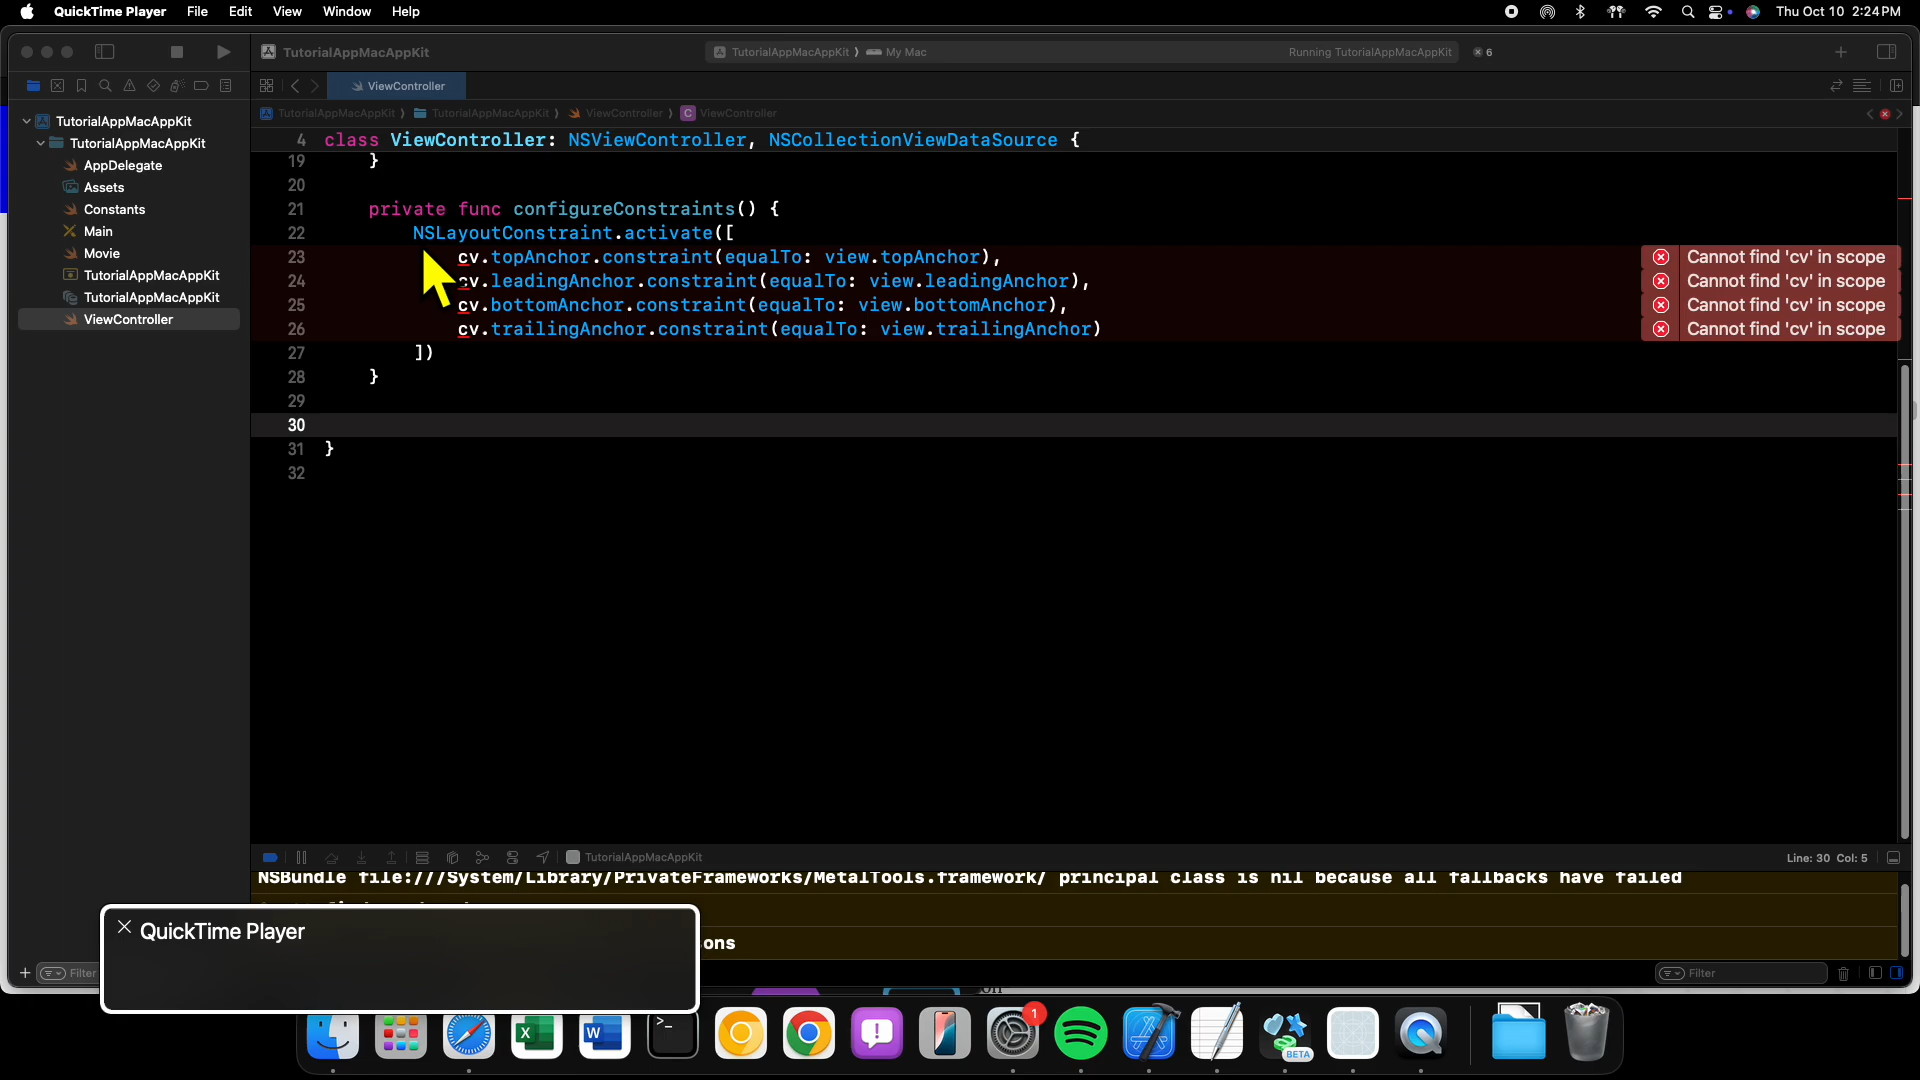 QuickTime Player File Edit View Window Help Thu Oct 10 2:24 PM
TutorialAppMacAppKit TutorialAppMacAppKit My Mac Running TutorialAppMacAppKit 6
ViewController
TutorialAppMacAppKit TutorialAppMacAppKit ViewController C ViewController
TutorialAppMacAppKit
TutorialAppMacAppKit
AppDelegate
Assets
Constants
Main
Movie
TutorialAppMacAppKit
TutorialAppMacAppKit
ViewController
4 class ViewController: NSViewController, NSCollectionViewDataSource {
19 }
20
21 private func configureConstraints() {
22 NSLayoutConstraint.activate([
23 cv.topAnchor.constraint(equalTo: view.topAnchor), Cannot find 'cv' in scope
24 cv.leadingAnchor.constraint(equalTo: view.leadingAnchor), Cannot find 'cv' in scope
25 cv.bottomAnchor.constraint(equalTo: view.bottomAnchor), Cannot find 'cv' in scope
26 cv.trailingAnchor.constraint(equalTo: view.trailingAnchor) Cannot find 'cv' in scope
27 ])
28 }
29
30
31 }
32
TutorialAppMacAppKit Line: 30 Col: 5
NSBundle file:///System/Library/PrivateFrameworks/MetalTools.framework/ principal class is nil because all fallbacks have failed
ons
QuickTime Player
Filter Filter
1
BETA